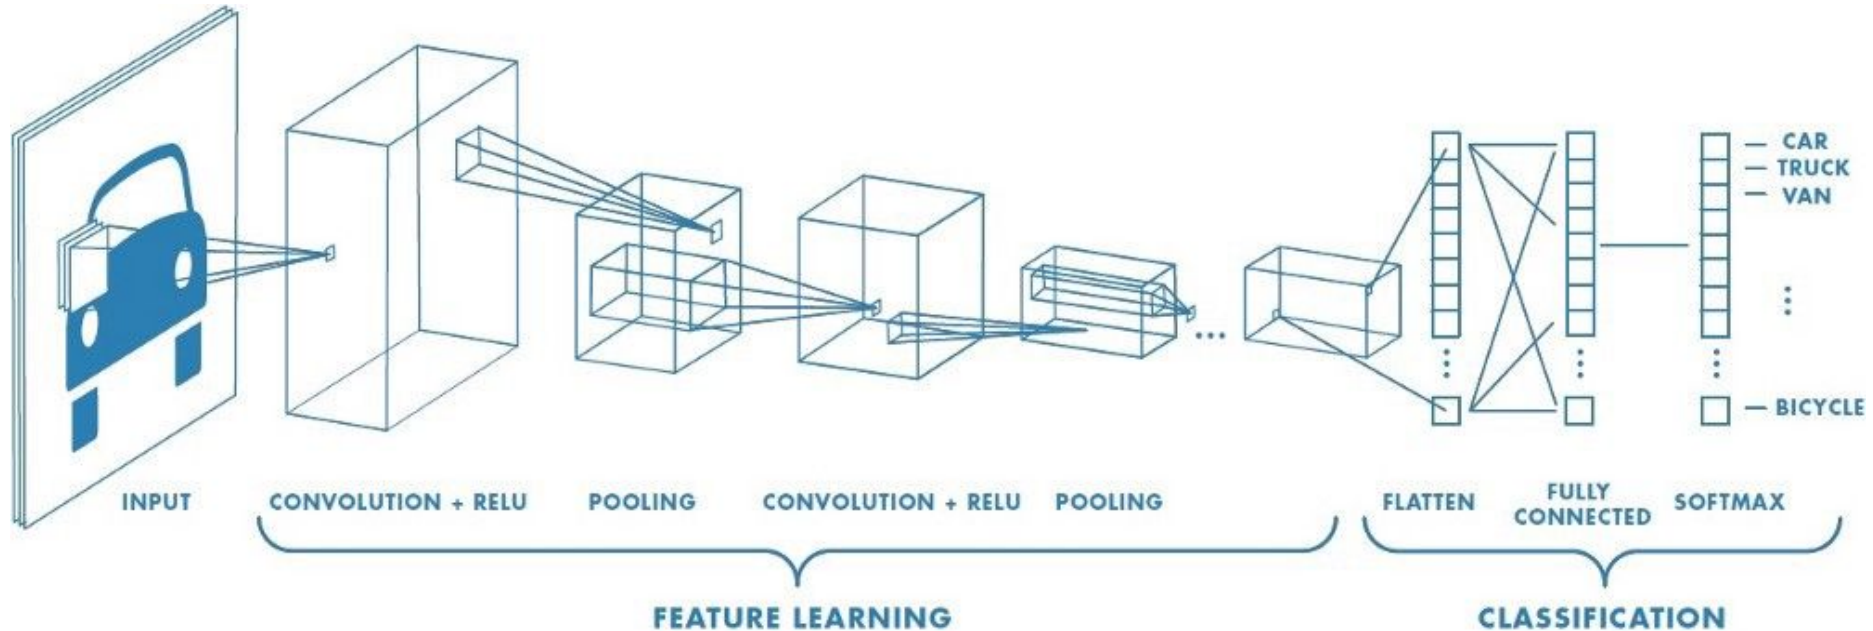 CAR
TRUCK
VAN
BICYCLE
INPUT
CONVOLUTION + RELU
POOLING
CONVOLUTION + RELU
POOLING
FLATTEN
FULLY
CONNECTED
SOFTMAX
FEATURE LEARNING
CLASSIFICATION